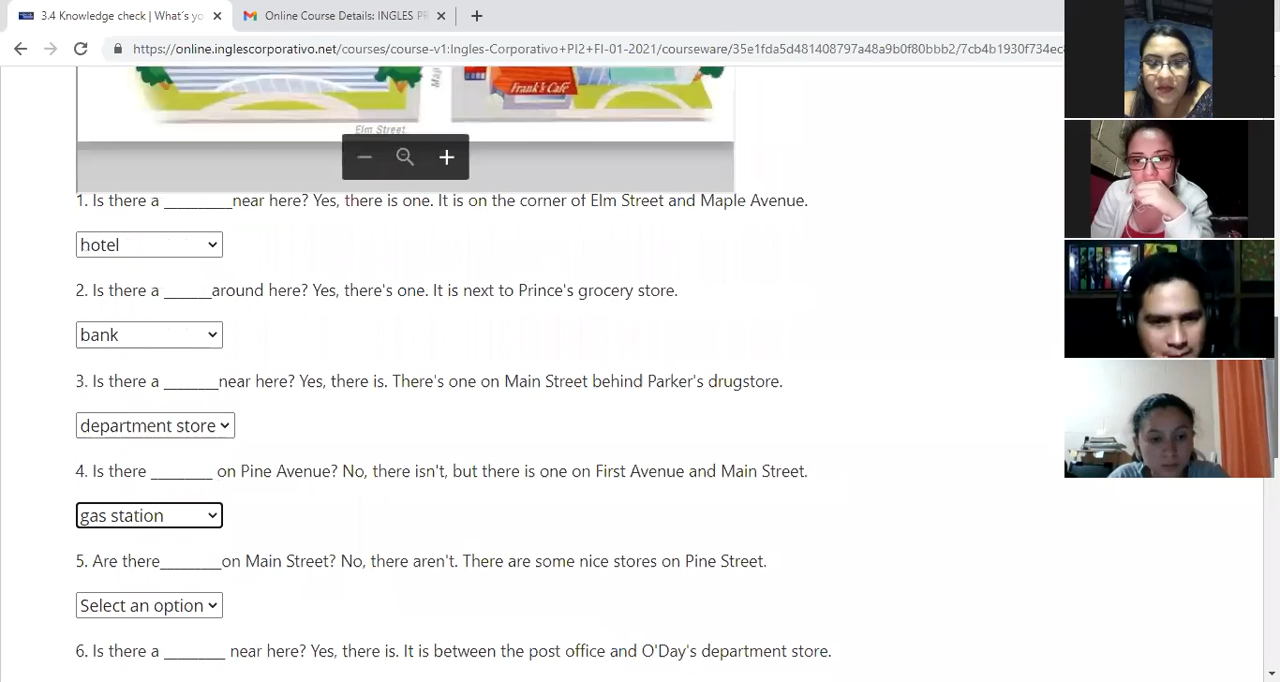 3.4 Knowledge check | What´s yo
Online Course Details: INGLES PR
https://online.inglescorporativo.net/courses/course-v1:Ingles-Corporativo+PI2+FI-01-2021/courseware/35e1fda5d481408797a48a9b0f80bbb2/7cb4b1930f734ec8
Frank's Café
Elm Street
1. Is there a _________near here? Yes, there is one. It is on the corner of Elm Street and Maple Avenue.
hotel
2. Is there a ______around here? Yes, there's one. It is next to Prince's grocery store.
bank
3. Is there a _______near here? Yes, there is. There's one on Main Street behind Parker's drugstore.
department store
4. Is there ________ on Pine Avenue? No, there isn't, but there is one on First Avenue and Main Street.
gas station
5. Are there________on Main Street? No, there aren't. There are some nice stores on Pine Street.
Select an option
6. Is there a ________ near here? Yes, there is. It is between the post office and O'Day's department store.